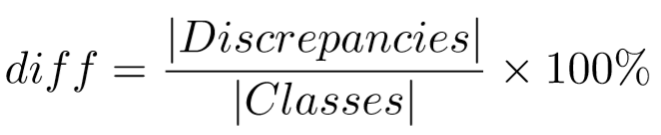 diff = |Discrepancies| / |Classes| × 100%